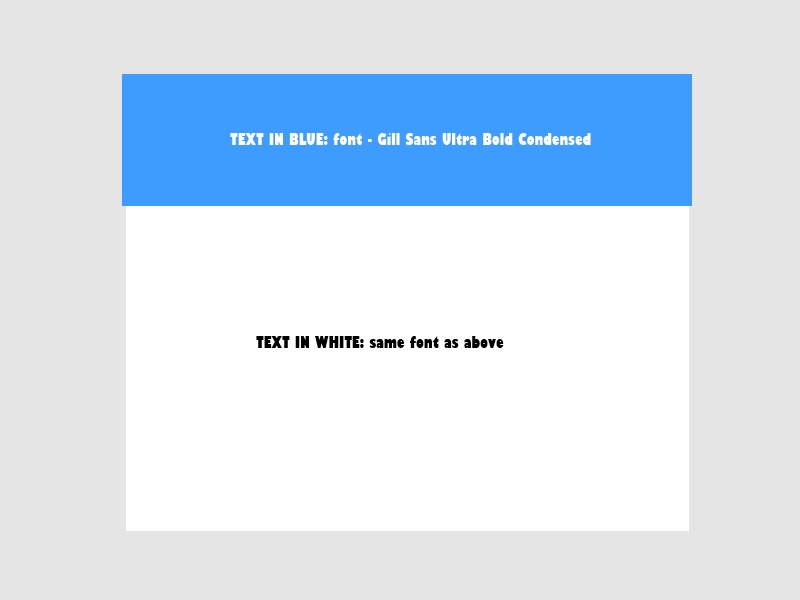 TEXT IN BLUE: font - Gill Sans Ultra Bold Condensed
TEXT IN WHITE: same font as above